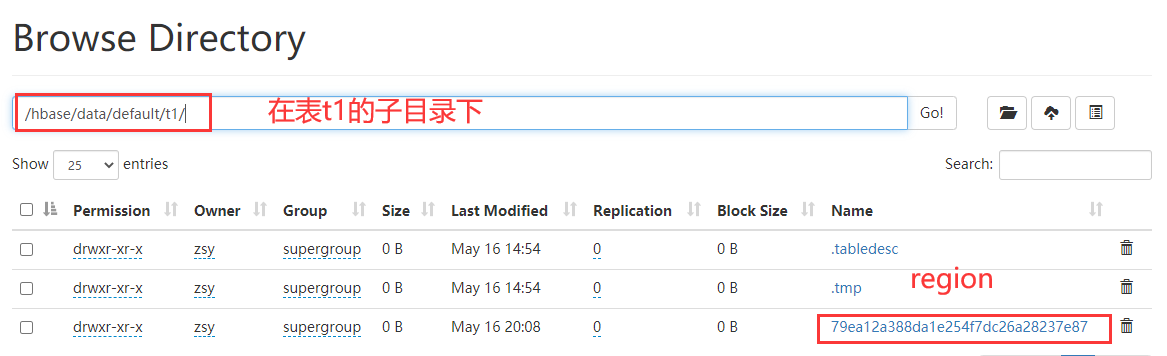 Browse Directory
/hbase/data/default/t1/
在表t1的子目录下
Go!
Show 25 entries
Search:
Permission Owner Group Size Last Modified Replication Block Size Name
drwxr-xr-x zsy supergroup 0 B May 16 14:54 0 0 B .tabledesc
region
drwxr-xr-x zsy supergroup 0 B May 16 14:54 0 0 B .tmp
drwxr-xr-x zsy supergroup 0 B May 16 20:08 0 0 B 79ea12a388da1e254f7dc26a28237e87